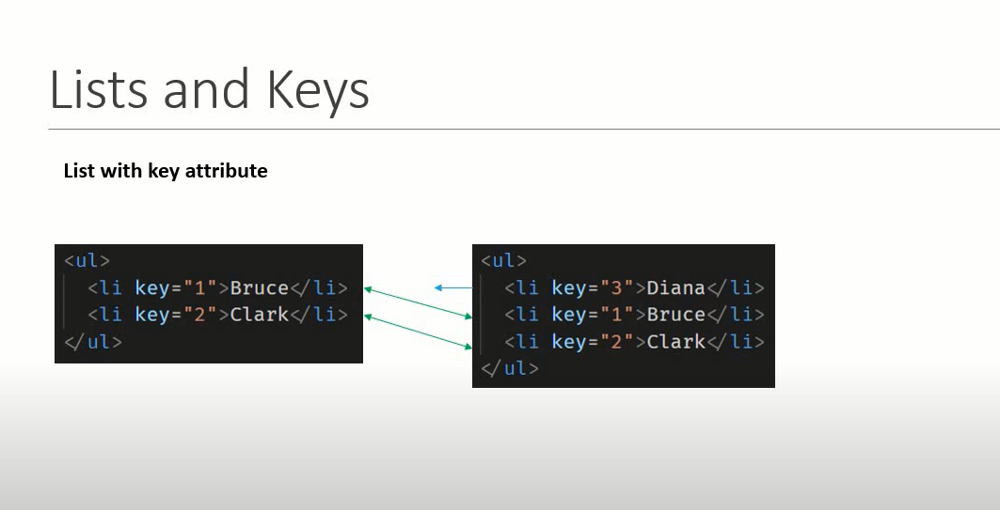 Lists and Keys
List with key attribute
<ul>
<li key="1">Bruce</li>
<li key="2">Clark</li>
</ul>
<ul>
<li key="3">Diana</li>
<li key="1">Bruce</li>
<li key="2">Clark</li>
</ul>